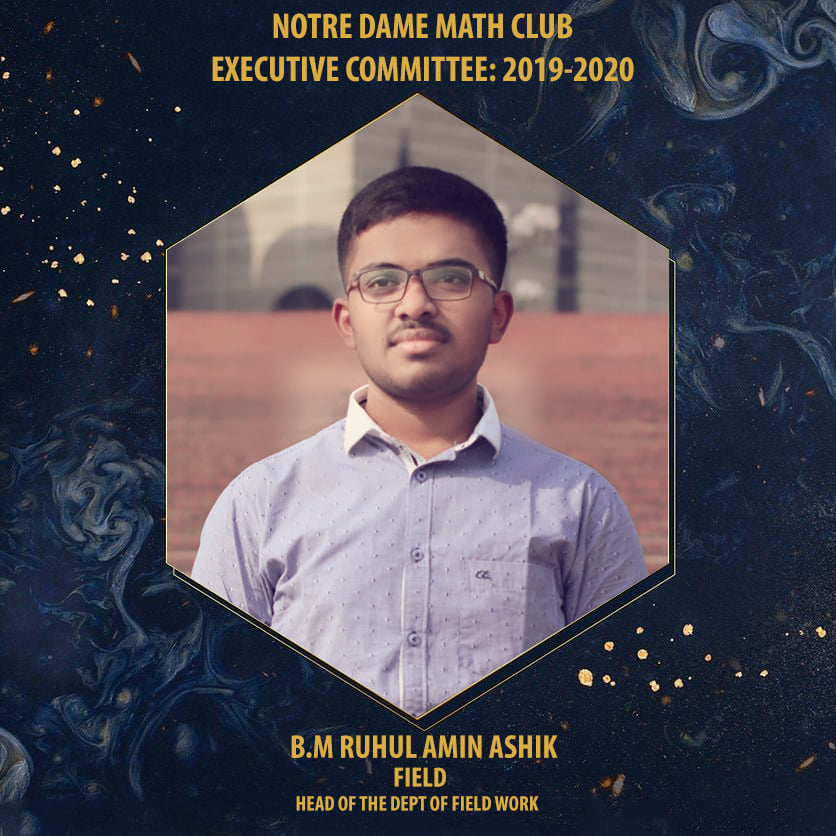 NOTRE DAME MATH CLUB
EXECUTIVE COMMITTEE: 2019-2020
B.M RUHUL AMIN ASHIK
FIELD
HEAD OF THE DEPT OF FIELD WORK